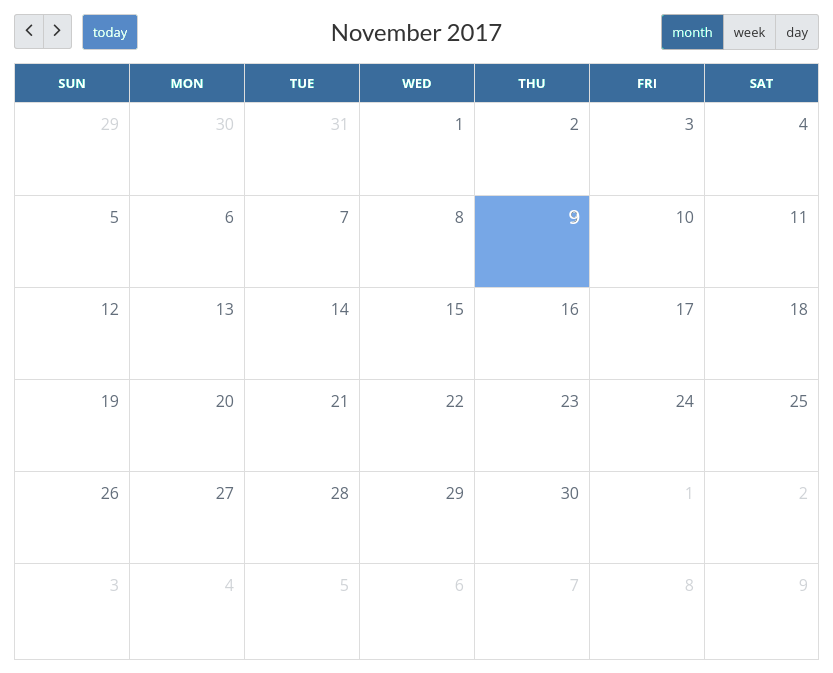 today November 2017 month week day
SUN MON TUE WED THU FRI SAT
29 30 31 1 2 3 4
5 6 7 8 9 10 11
12 13 14 15 16 17 18
19 20 21 22 23 24 25
26 27 28 29 30 1 2
3 4 5 6 7 8 9